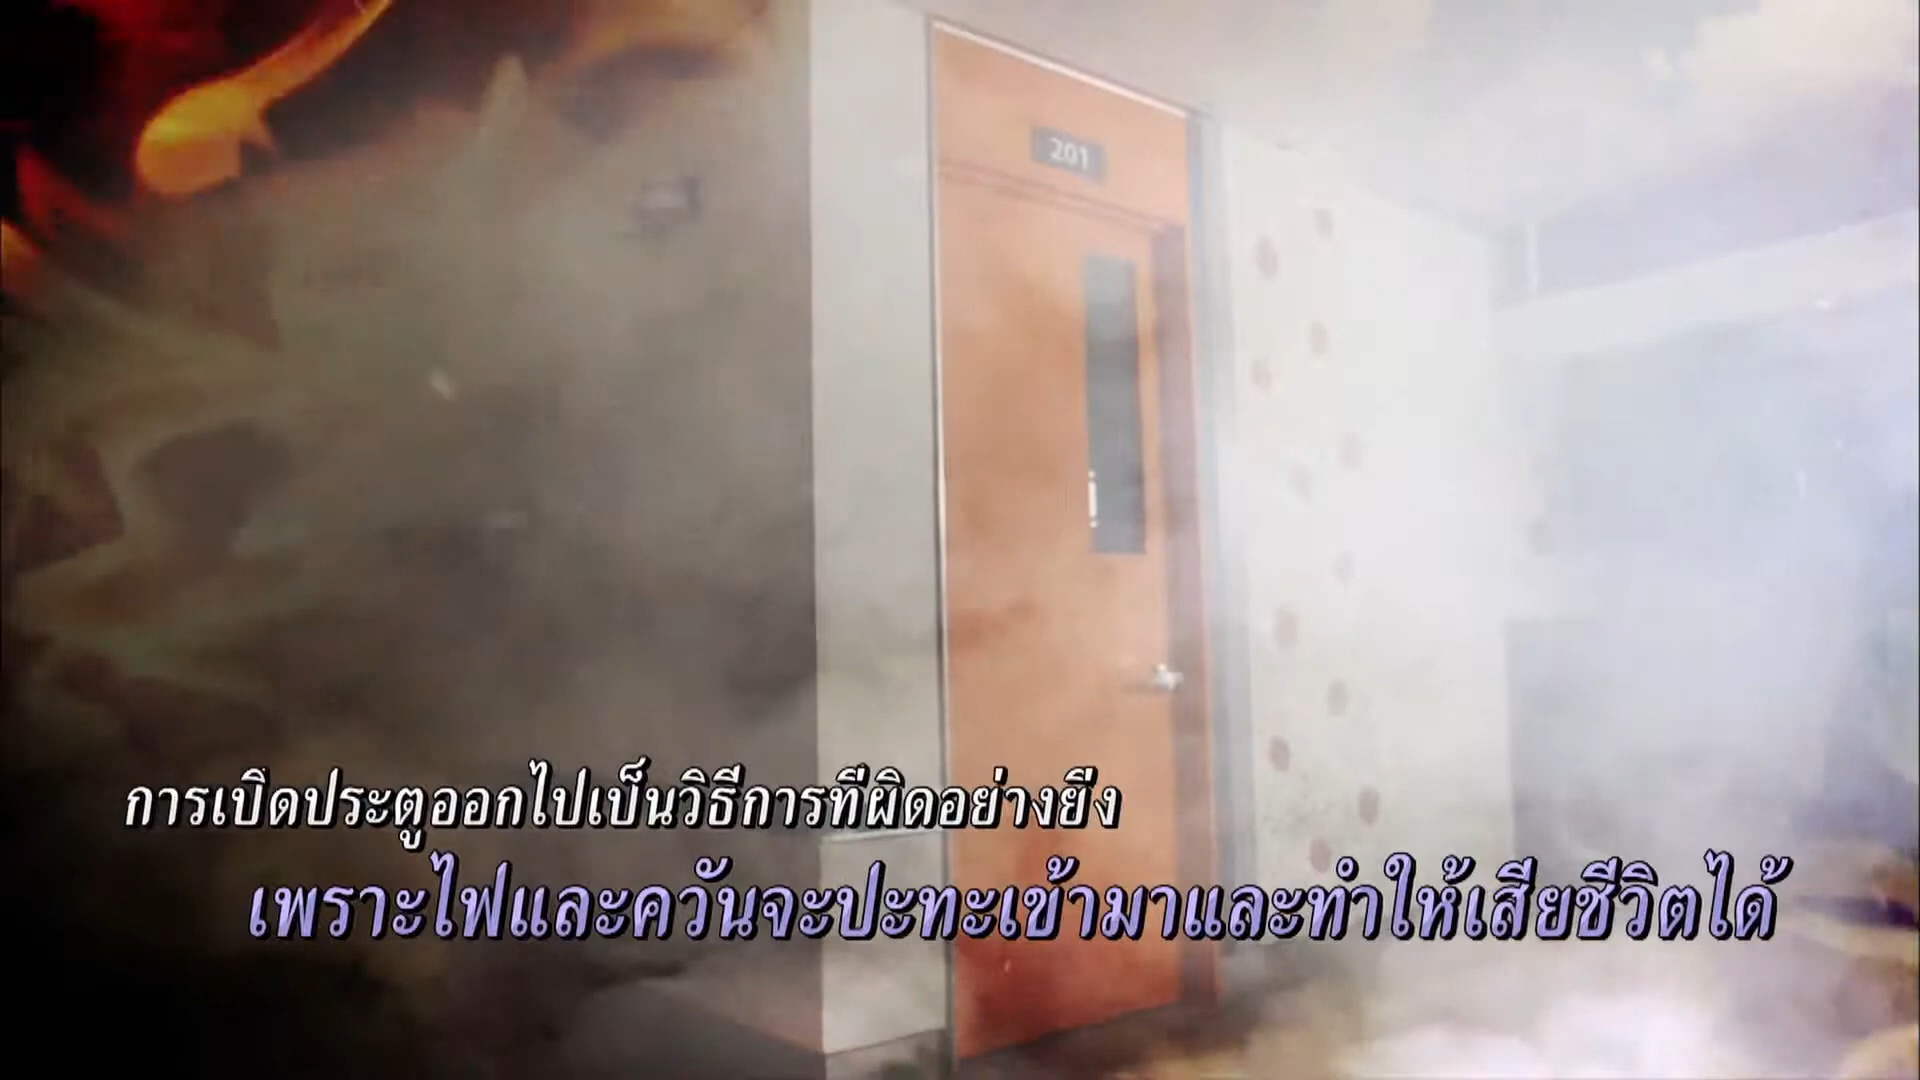 201
การเปิดประตูออกไปเป็นวิธีการที่ผิดอย่างยิ่ง
เพราะไฟและควันจะปะทะเข้ามาและทำให้เสียชีวิตได้